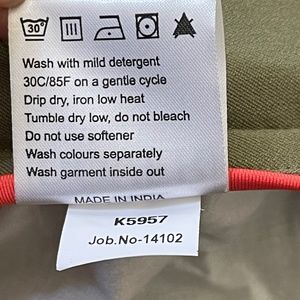 30°
Wash with mild detergent
30C/85F on a gentle cycle
Drip dry, iron low heat
Tumble dry low, do not bleach
Do not use softener
Wash colours separately
Wash garment inside out
MADE IN INDIA
K5957
Job.No-14102